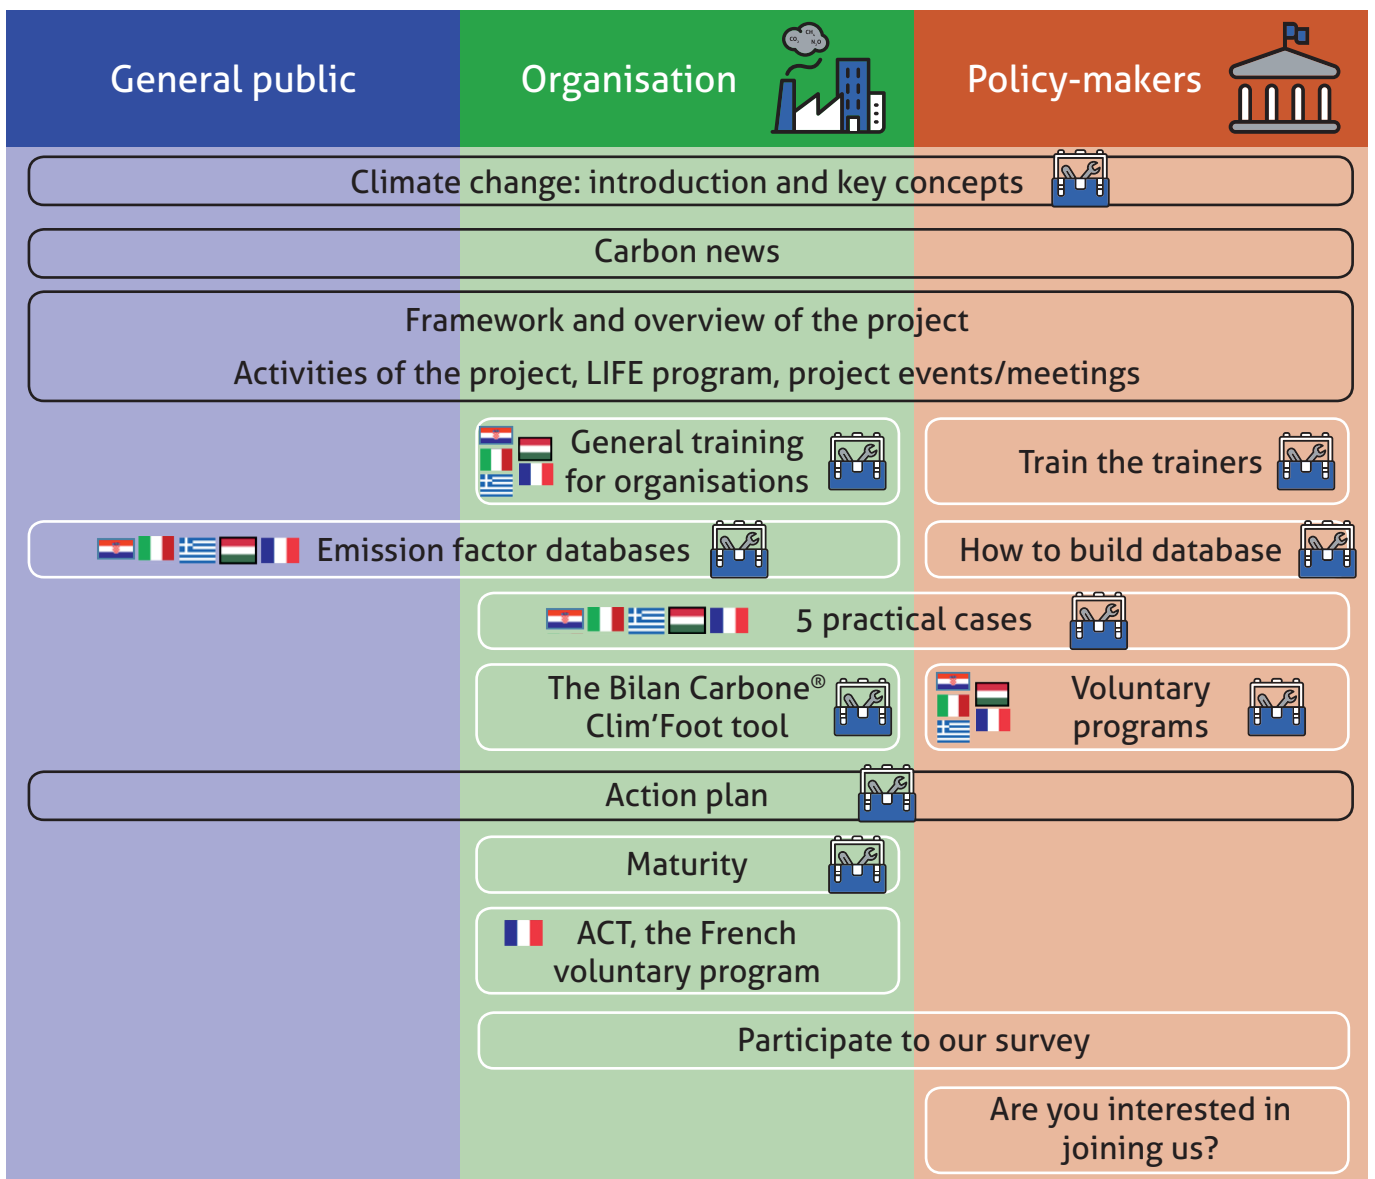 General public
Organisation
CO₂
CH₄
N₂O
Policy-makers
Climate change: introduction and key concepts
Carbon news
Framework and overview of the project
Activities of the project, LIFE program, project events/meetings
General training
for organisations
Train the trainers
Emission factor databases
How to build database
5 practical cases
The Bilan Carbone®
Clim'Foot tool
Voluntary
programs
Action plan
Maturity
ACT, the French
voluntary program
Participate to our survey
Are you interested in
joining us?